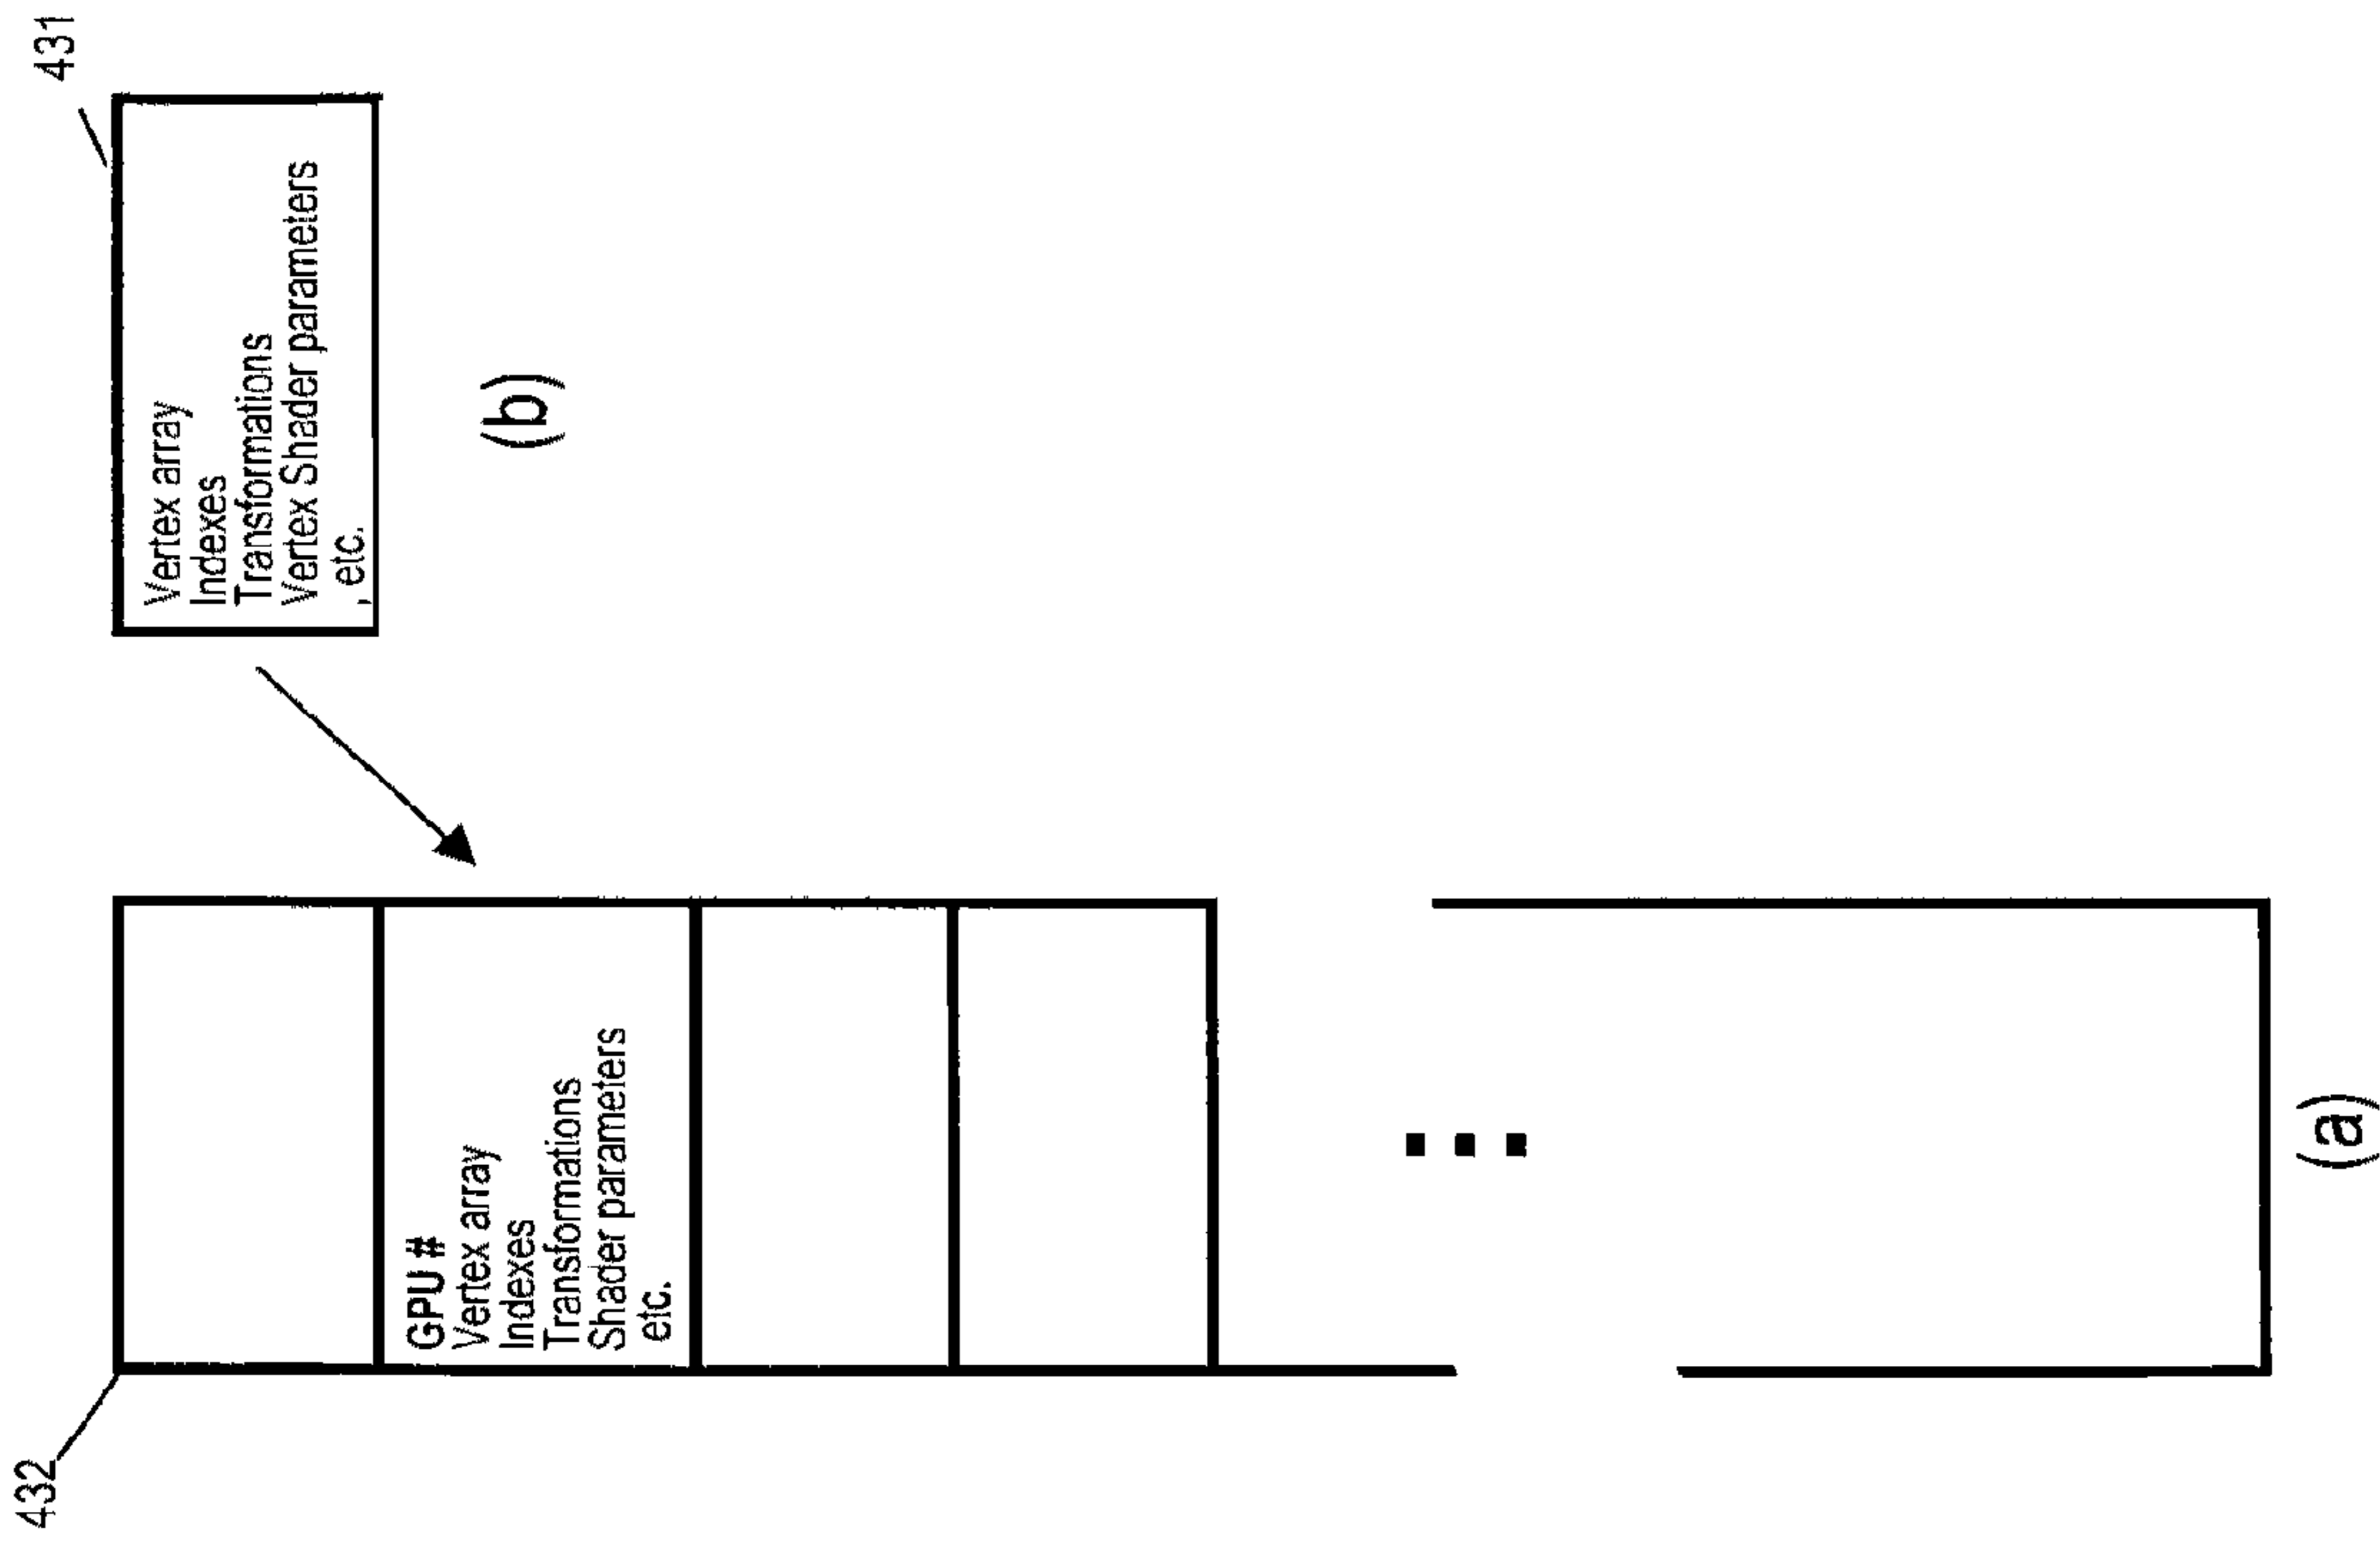 432
GPU #
Vertex array
Indexes
Transformations
Shader parameters
etc.
(a)
431
Vertex array
Indexes
Transformations
Vertex Shader parameters
, etc.
(b)